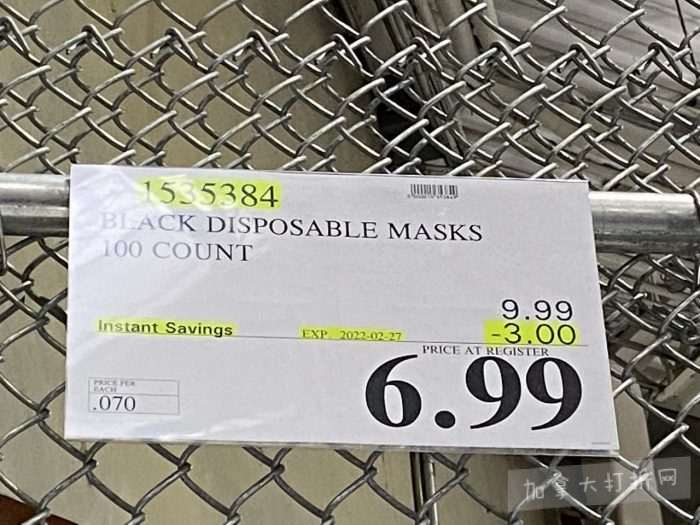 1535384
BLACK DISPOSABLE MASKS
100 COUNT
9.99
Instant Savings EXP. 2022-02-27 -3.00
PRICE AT REGISTER
6.99
PRICE PER
EACH
.070
加拿大打折网